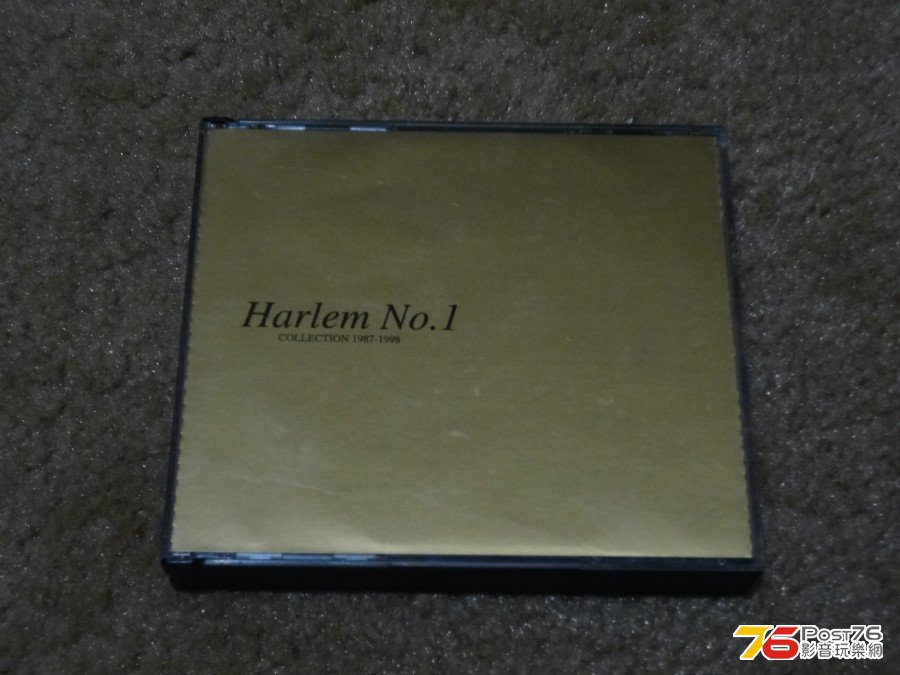 Harlem No.1
COLLECTION 1987-1998
76 Post76
影音玩樂網